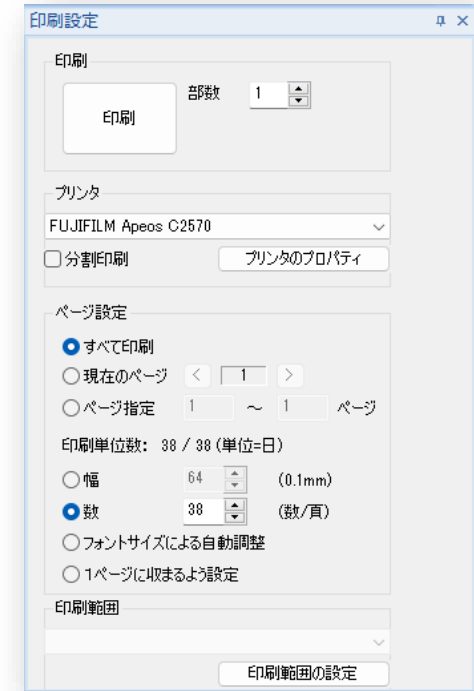 印刷設定
印刷
部数 1
印刷
プリンタ
FUJIFILM Apeos C2570
分割印刷 プリンタのプロパティ
ページ設定
すべて印刷
現在のページ < 1 >
ページ指定 1 ～ 1 ページ
印刷単位数: 38 / 38 (単位=日)
幅 64 (0.1mm)
数 38 (数/頁)
フォントサイズによる自動調整
1ページに収まるよう設定
印刷範囲
印刷範囲の設定